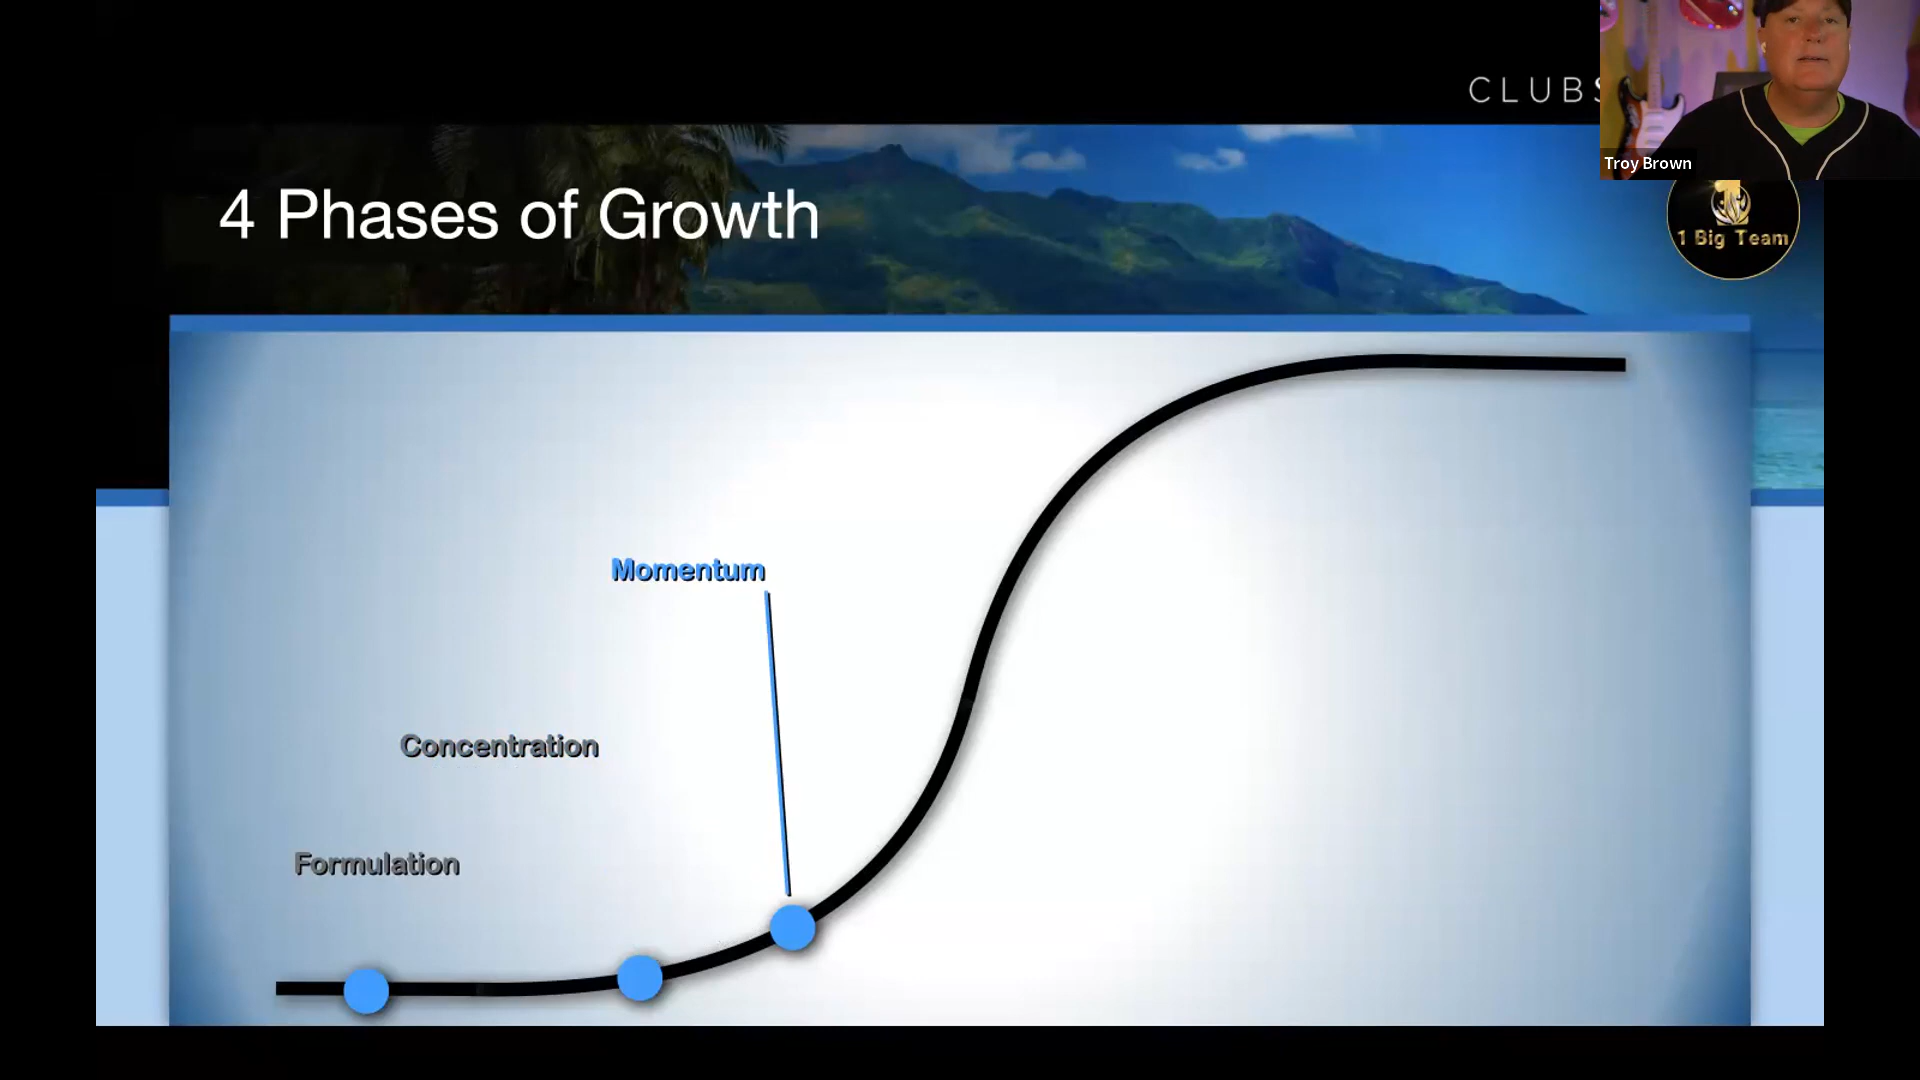 CLUBS
Troy Brown
4 Phases of Growth
1 Big Team
Momentum
Concentration
Formulation